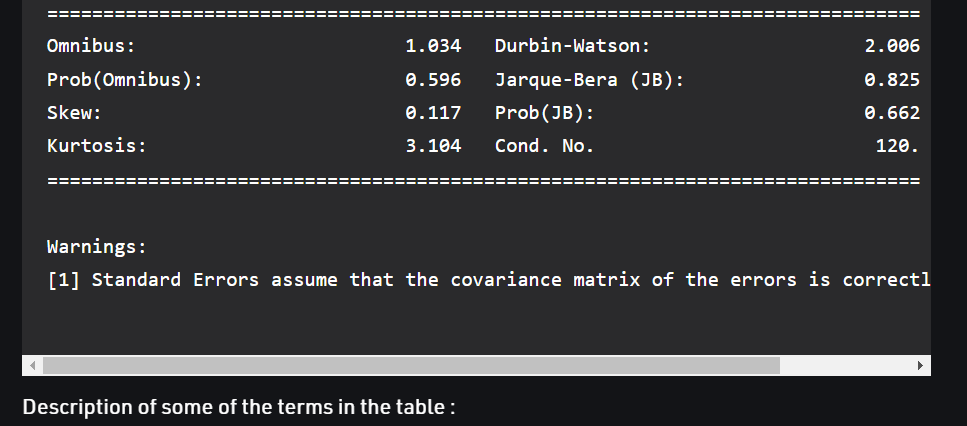 ==============================================================================
Omnibus:                        1.034   Durbin-Watson:                   2.006
Prob(Omnibus):                  0.596   Jarque-Bera (JB):                0.825
Skew:                           0.117   Prob(JB):                        0.662
Kurtosis:                       3.104   Cond. No.                         120.
==============================================================================
Warnings:
[1] Standard Errors assume that the covariance matrix of the errors is correctl
Description of some of the terms in the table :